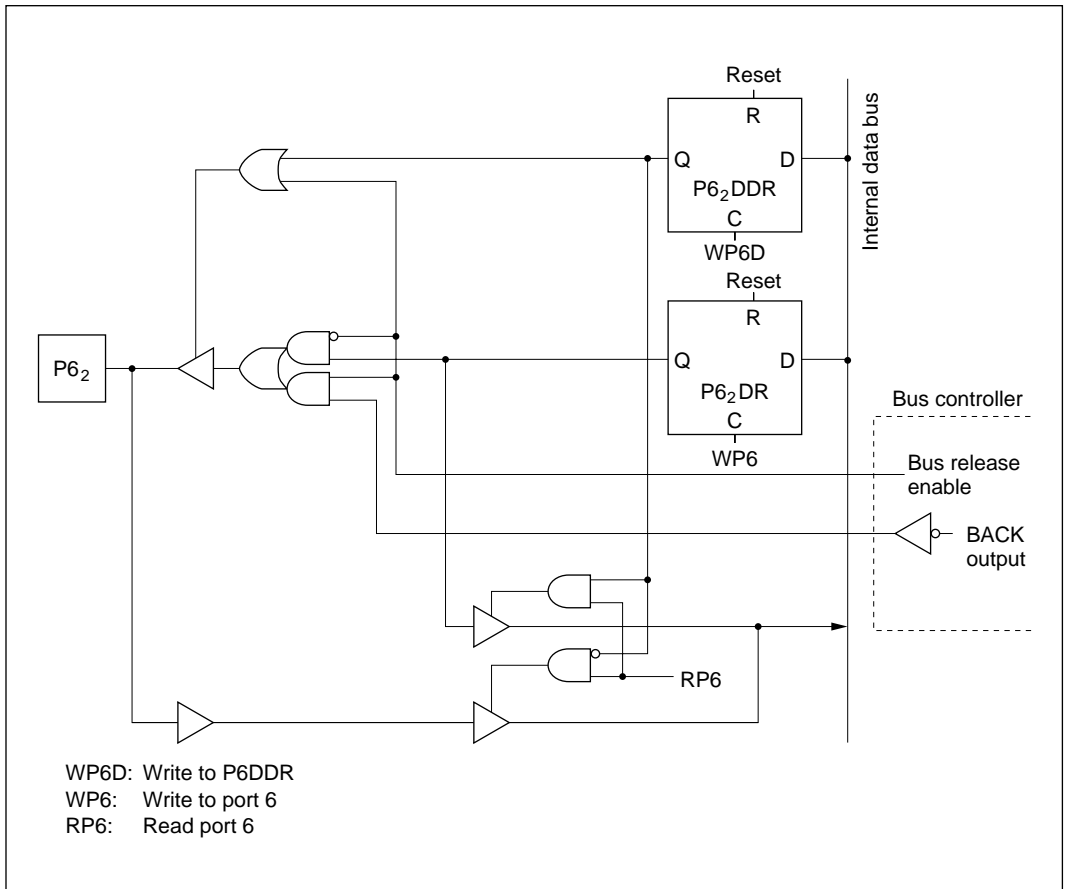 Reset
R
Q
D
P6₂DDR
C
WP6D
Internal data bus
Reset
R
Q
D
P6₂DR
C
WP6
P6₂
Bus controller
Bus release
enable
BACK
output
RP6
WP6D: Write to P6DDR
WP6: Write to port 6
RP6: Read port 6